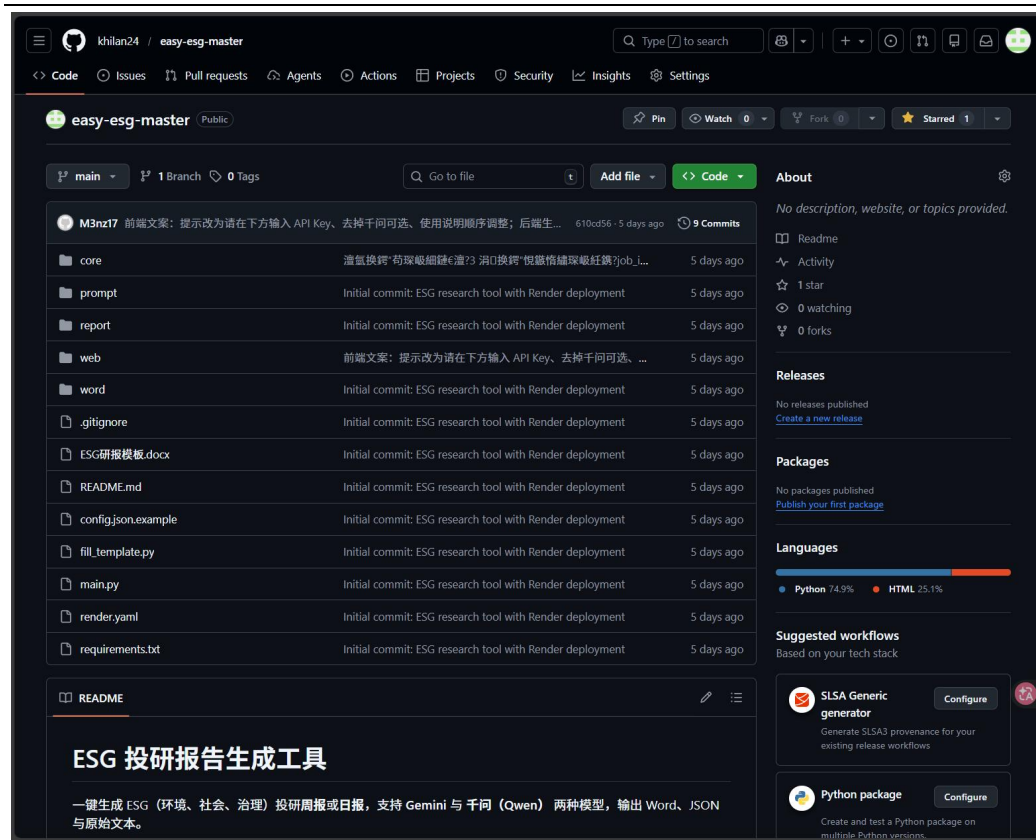 khilan24 / easy-esg-master
Type / to search
Code Issues Pull requests Agents Actions Projects Security Insights Settings
easy-esg-master Public
Pin Watch 0 Fork 0 Starred 1
main 1 Branch 0 Tags Go to file t Add file Code
M3nz17 前端文案：提示改为请在下方输入 API Key、去掉千问可选、使用说明顺序调整；后端生... 610cd56 · 5 days ago 9 Commits
core 5 days ago
prompt Initial commit: ESG research tool with Render deployment 5 days ago
report Initial commit: ESG research tool with Render deployment 5 days ago
web 前端文案：提示改为请在下方输入 API Key、去掉千问可选、... 5 days ago
word Initial commit: ESG research tool with Render deployment 5 days ago
.gitignore Initial commit: ESG research tool with Render deployment 5 days ago
ESG研报模板.docx Initial commit: ESG research tool with Render deployment 5 days ago
README.md Initial commit: ESG research tool with Render deployment 5 days ago
config.json.example Initial commit: ESG research tool with Render deployment 5 days ago
fill_template.py Initial commit: ESG research tool with Render deployment 5 days ago
main.py Initial commit: ESG research tool with Render deployment 5 days ago
render.yaml Initial commit: ESG research tool with Render deployment 5 days ago
requirements.txt Initial commit: ESG research tool with Render deployment 5 days ago
README
ESG 投研报告生成工具
一键生成 ESG（环境、社会、治理）投研周报或日报，支持 Gemini 与 千问（Qwen） 两种模型，输出 Word、JSON
与原始文本。
About
No description, website, or topics provided.
Readme
Activity
1 star
0 watching
0 forks
Releases
No releases published
Create a new release
Packages
No packages published
Publish your first package
Languages
Python 74.9% HTML 25.1%
Suggested workflows
Based on your tech stack
SLSA Generic
generator
Configure
Generate SLSA3 provenance for your
existing release workflows
Python package
Configure
Create and test a Python package on
multiple Python versions.